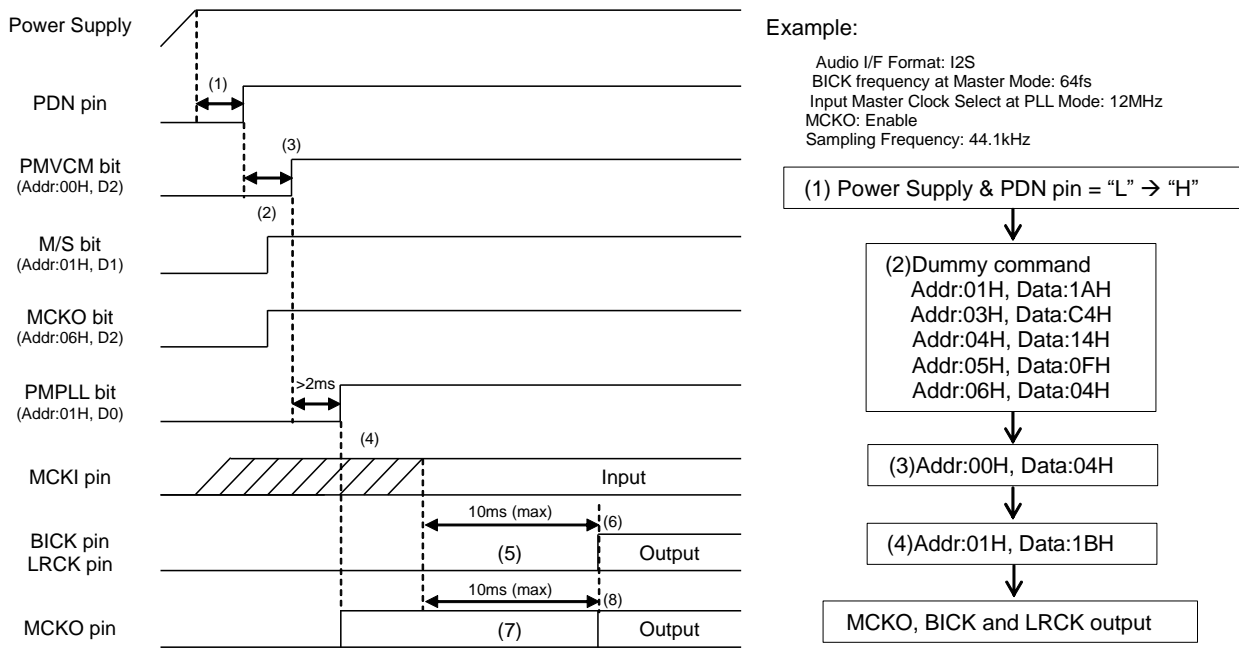 Power Supply
(1)
PDN pin
(3)
PMVCM bit
(Addr:00H, D2)
(2)
M/S bit
(Addr:01H, D1)
MCKO bit
(Addr:06H, D2)
>2ms
PMPLL bit
(Addr:01H, D0)
(4)
MCKI pin
Input
10ms (max)
(6)
BICK pin
LRCK pin
(5)
Output
10ms (max)
(8)
MCKO pin
(7)
Output
Example:
Audio I/F Format: I2S
BICK frequency at Master Mode: 64fs
Input Master Clock Select at PLL Mode: 12MHz
MCKO: Enable
Sampling Frequency: 44.1kHz
(1) Power Supply & PDN pin = “L” → “H”
(2)Dummy command
Addr:01H, Data:1AH
Addr:03H, Data:C4H
Addr:04H, Data:14H
Addr:05H, Data:0FH
Addr:06H, Data:04H
(3)Addr:00H, Data:04H
(4)Addr:01H, Data:1BH
MCKO, BICK and LRCK output